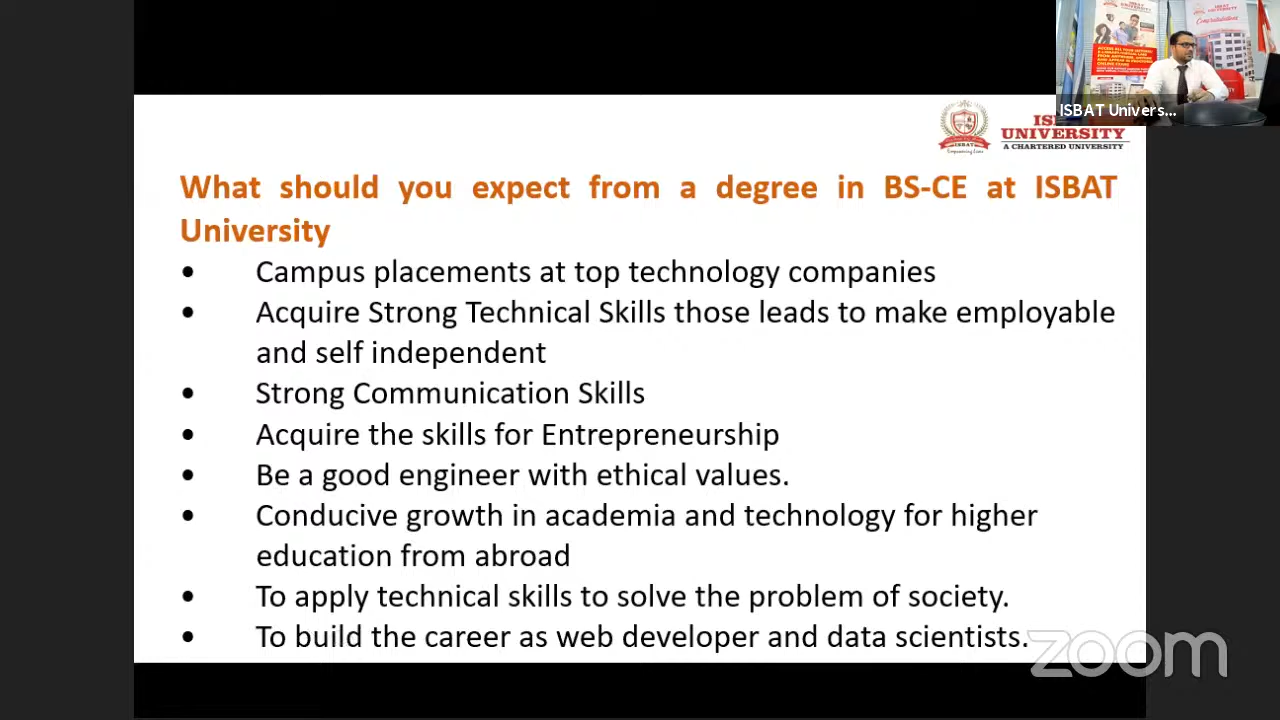 ISBAT Univers...
UNIVERSITY
A CHARTERED UNIVERSITY
ISBAT
What should you expect from a degree in BS-CE at ISBAT
University
• Campus placements at top technology companies
• Acquire Strong Technical Skills those leads to make employable
and self independent
• Strong Communication Skills
• Acquire the skills for Entrepreneurship
• Be a good engineer with ethical values.
• Conducive growth in academia and technology for higher
education from abroad
• To apply technical skills to solve the problem of society.
• To build the career as web developer and data scientists.
zoom